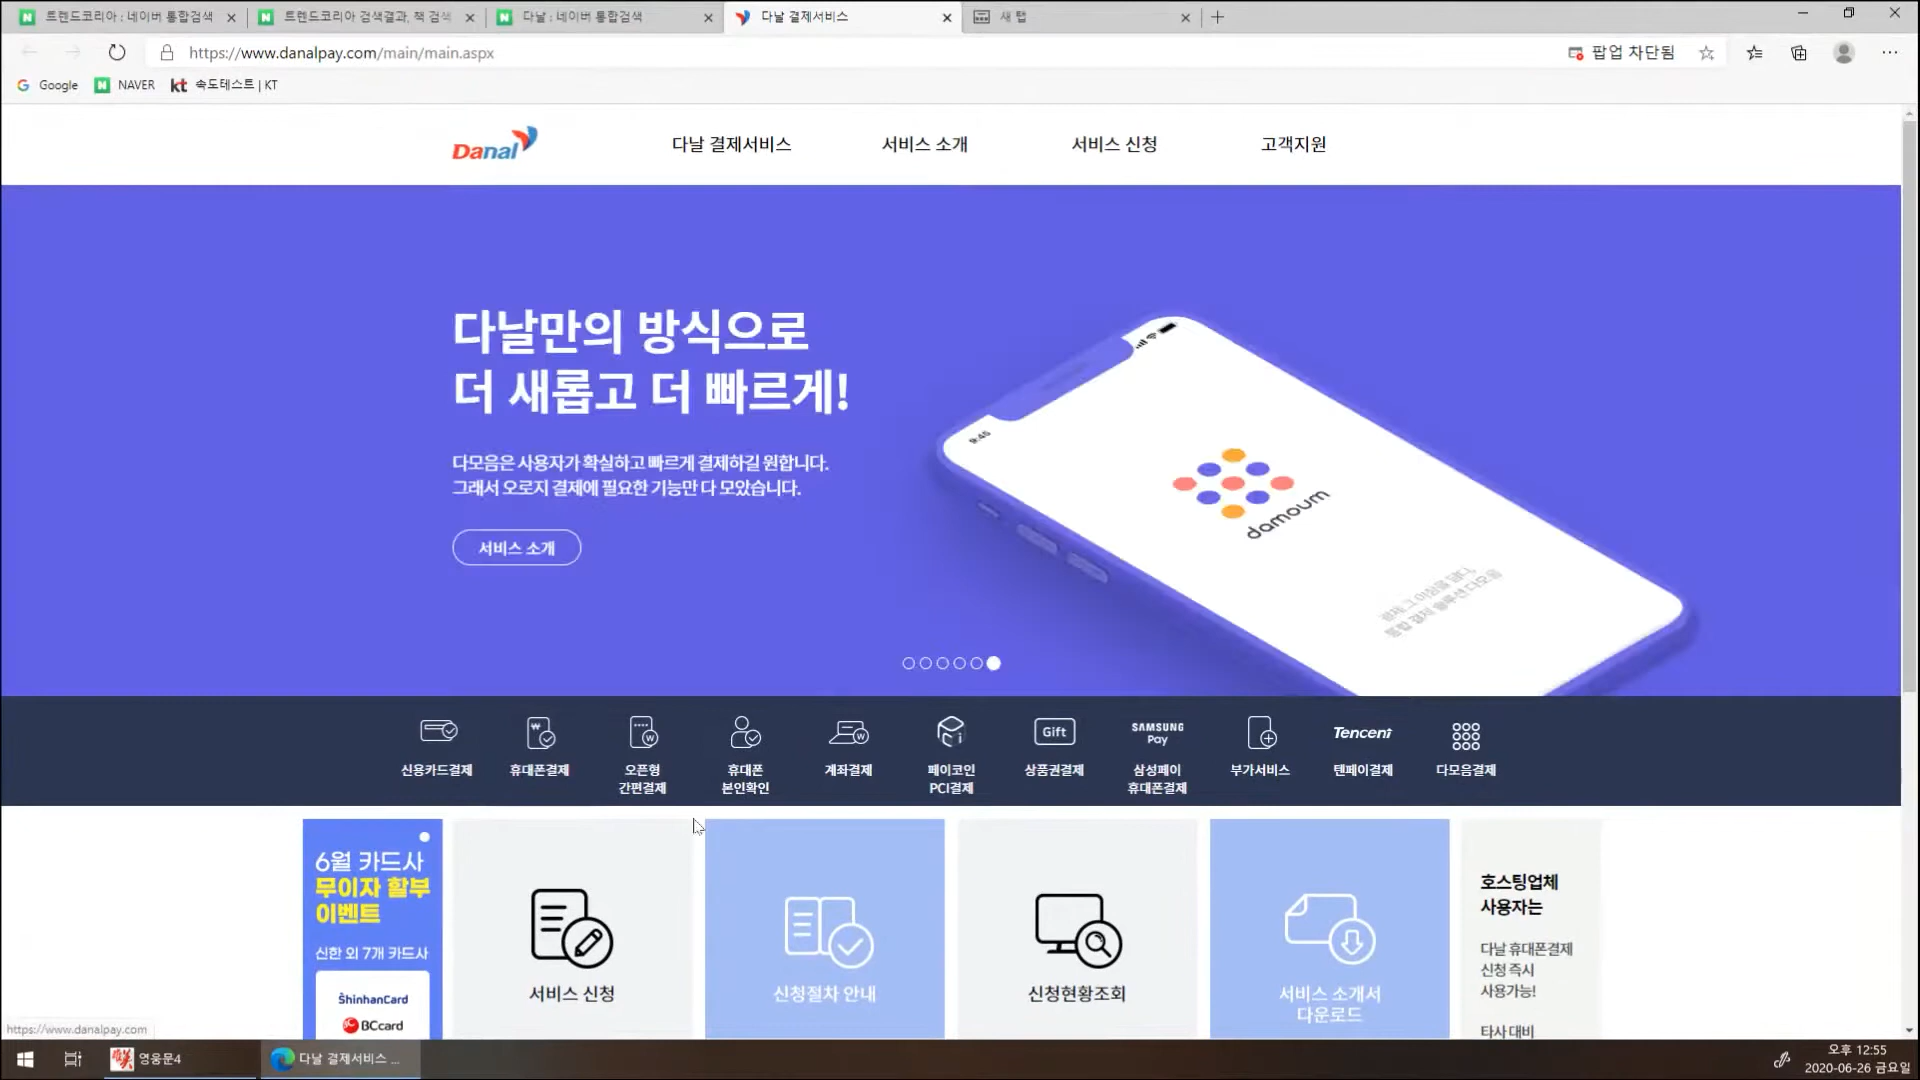 트렌드코리아 : 네이버 통합검색
트렌드코리아 검색결과, 책 검색
다날 : 네이버 통합검색
다날 결제서비스
새 탭
https://www.danalpay.com/main/main.aspx
팝업 차단됨
Google
NAVER
kt 속도테스트 | KT
Danal
다날 결제서비스
서비스 소개
서비스 신청
고객지원
다날만의 방식으로
더 새롭고 더 빠르게!
다모음은 사용자가 확실하고 빠르게 결제하길 원합니다.
그래서 오로지 결제에 필요한 기능만 다 모았습니다.
서비스 소개
9:45
damoum
통합 결제 솔루션 다모음
신용카드결제
휴대폰결제
오픈형
간편결제
휴대폰
본인확인
계좌결제
페이코인
PCI결제
Gift
상품권결제
SAMSUNG
Pay
삼성페이
휴대폰결제
부가서비스
Tencent
텐페이결제
다모음결제
6월 카드사
무이자 할부
이벤트
신한 외 7개 카드사
ShinhanCard
BCcard
서비스 신청
신청절차 안내
신청현황조회
서비스 소개서
다운로드
호스팅업체
사용자는
다날 휴대폰결제
신청 즉시
사용가능!
타사 대비
https://www.danalpay.com
영웅문4
다날 결제서비스 ...
오후 12:55
2020-06-26 금요일